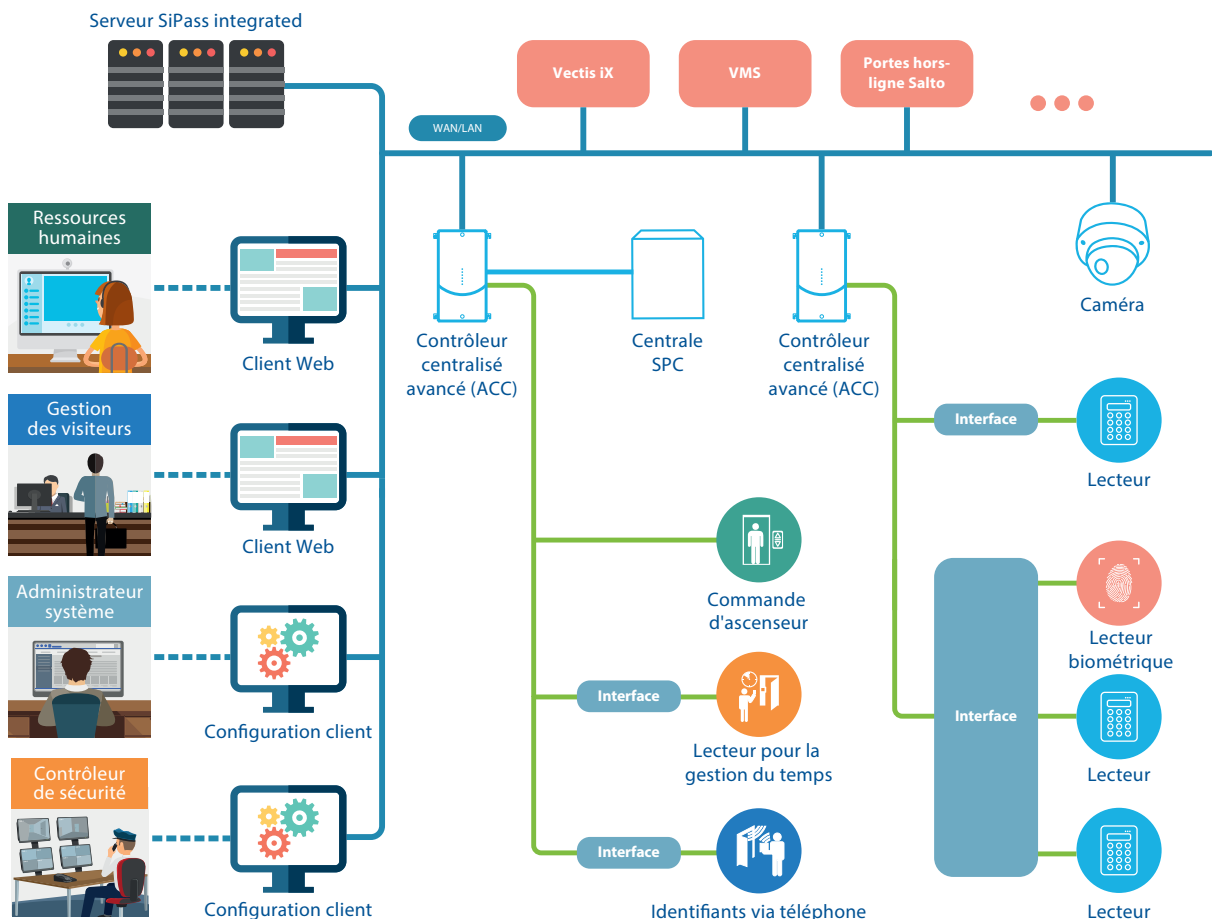 Serveur SiPass integrated
Vectis iX
VMS
Portes hors-
ligne Salto
WAN/LAN
Ressources
humaines
Client Web
Contrôleur
centralisé
avancé (ACC)
Centrale
SPC
Contrôleur
centralisé
avancé (ACC)
Caméra
Gestion
des visiteurs
Client Web
Interface
Lecteur
Administrateur
système
Configuration client
Commande
d'ascenseur
Lecteur
biométrique
Interface
Lecteur pour la
gestion du temps
Interface
Lecteur
Contrôleur
de sécurité
Configuration client
Interface
Identifiants via téléphone
Lecteur